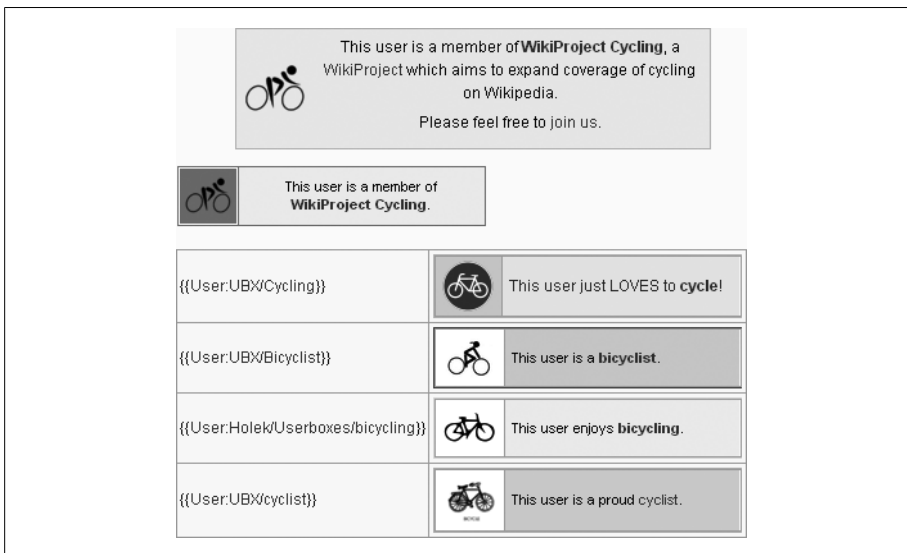 This user is a member of WikiProject Cycling, a
WikiProject which aims to expand coverage of cycling
on Wikipedia.
Please feel free to join us.
This user is a member of
WikiProject Cycling.
{{User:UBX/Cycling}}
This user just LOVES to cycle!
{{User:UBX/Bicyclist}}
This user is a bicyclist.
{{User:Holek/Userboxes/bicycling}}
This user enjoys bicycling.
{{User:UBX/cyclist}}
This user is a proud cyclist.